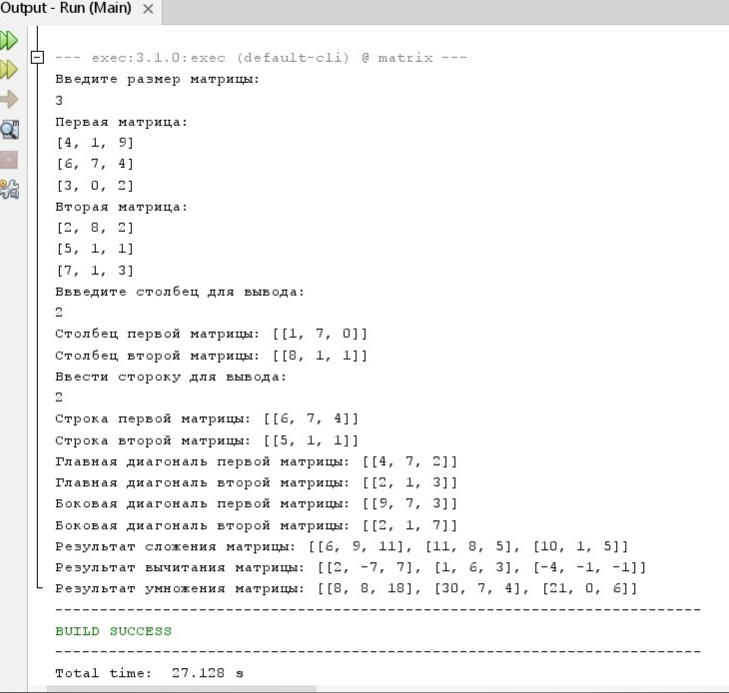 Output - Run (Main) ×
--- exec:3.1.0:exec (default-cli) @ matrix ---
Введите размер матрицы:
3
Первая матрица:
[4, 1, 9]
[6, 7, 4]
[3, 0, 2]
Вторая матрица:
[2, 8, 2]
[5, 1, 1]
[7, 1, 3]
Ввведите столбец для вывода:
2
Столбец первой матрицы: [[1, 7, 0]]
Столбец второй матрицы: [[8, 1, 1]]
Ввести стороку для вывода:
2
Строка первой матрицы: [[6, 7, 4]]
Строка второй матрицы: [[5, 1, 1]]
Главная диагональ первой матрицы: [[4, 7, 2]]
Главная диагональ второй матрицы: [[2, 1, 3]]
Боковая диагональ первой матрицы: [[9, 7, 3]]
Боковая диагональ второй матрицы: [[2, 1, 7]]
Результат сложения матрицы: [[6, 9, 11], [11, 8, 5], [10, 1, 5]]
Результат вычитания матрицы: [[2, -7, 7], [1, 6, 3], [-4, -1, -1]]
Результат умножения матрицы: [[8, 8, 18], [30, 7, 4], [21, 0, 6]]
------------------------------------------------------------------------
BUILD SUCCESS
------------------------------------------------------------------------
Total time:  27.128 s